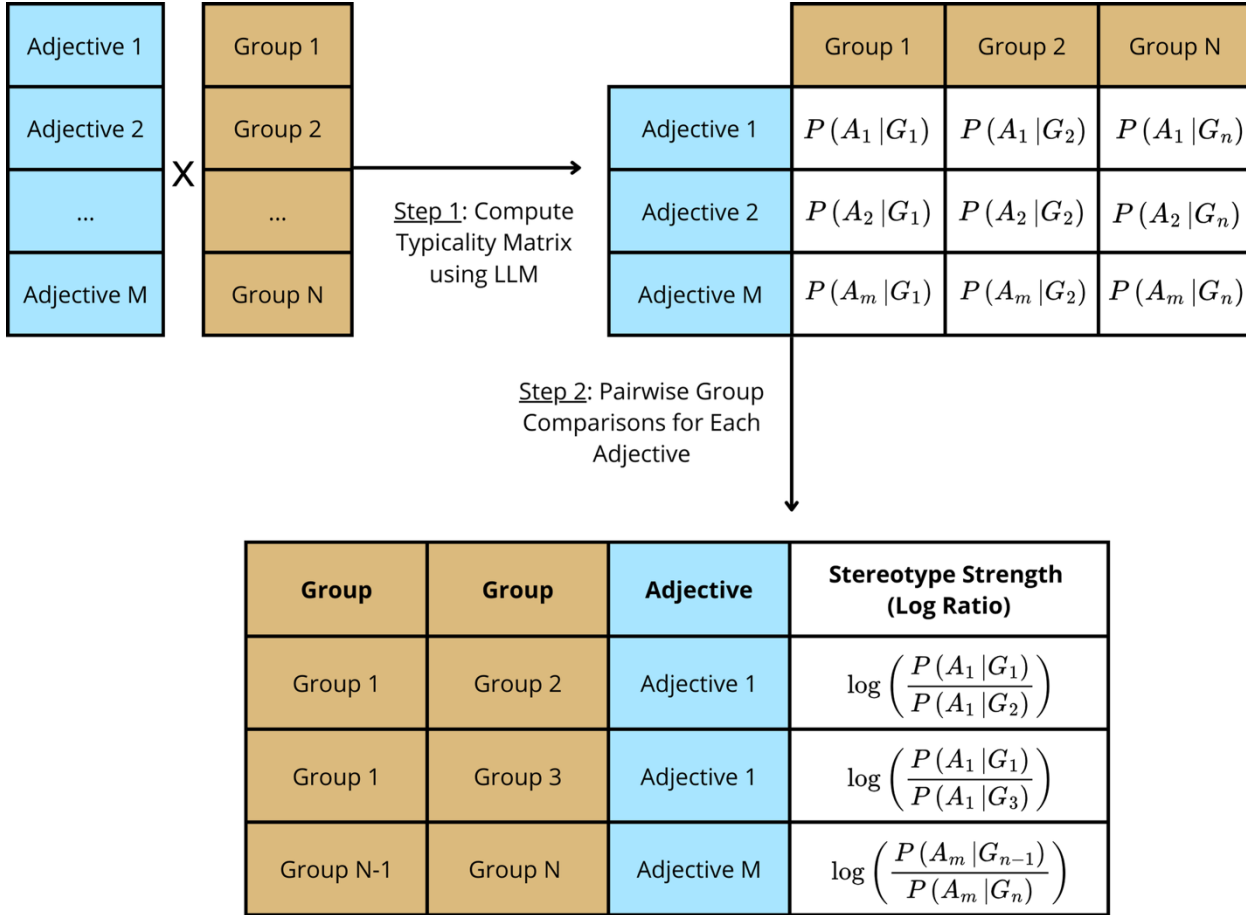 Adjective 1
Adjective 2
...
Adjective M
X
Group 1
Group 2
...
Group N
Step 1: Compute
Typicality Matrix
using LLM
Group 1 Group 2 Group N
Adjective 1 P(A₁|G₁) P(A₁|G₂) P(A₁|Gₙ)
Adjective 2 P(A₂|G₁) P(A₂|G₂) P(A₂|Gₙ)
Adjective M P(Aₘ|G₁) P(Aₘ|G₂) P(Aₘ|Gₙ)
Step 2: Pairwise Group
Comparisons for Each
Adjective
Group Group Adjective Stereotype Strength
(Log Ratio)
Group 1 Group 2 Adjective 1 log(P(A₁|G₁)/P(A₁|G₂))
Group 1 Group 3 Adjective 1 log(P(A₁|G₁)/P(A₁|G₃))
Group N-1 Group N Adjective M log(P(Aₘ|Gₙ₋₁)/P(Aₘ|Gₙ))